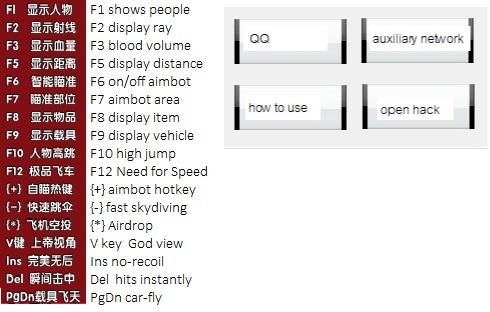 F1 显示人物 F1 shows people
F2 显示射线 F2 display ray
F3 显示血量 F3 blood volume
F5 显示距离 F5 display distance
F6 智能瞄准 F6 on/off aimbot
F7 瞄准部位 F7 aimbot area
F8 显示物品 F8 display item
F9 显示载具 F9 display vehicle
F10 人物高跳 F10 high jump
F12 极品飞车 F12 Need for Speed
{+} 自瞄热键 {+} aimbot hotkey
{-} 快速跳伞 {-} fast skydiving
{*} 飞机空投 {*} Airdrop
V键 上帝视角 V key God view
Ins 完美无后 Ins no-recoil
Del 瞬间击中 Del hits instantly
PgDn载具飞天 PgDn car-fly
QQ
auxiliary network
how to use
open hack